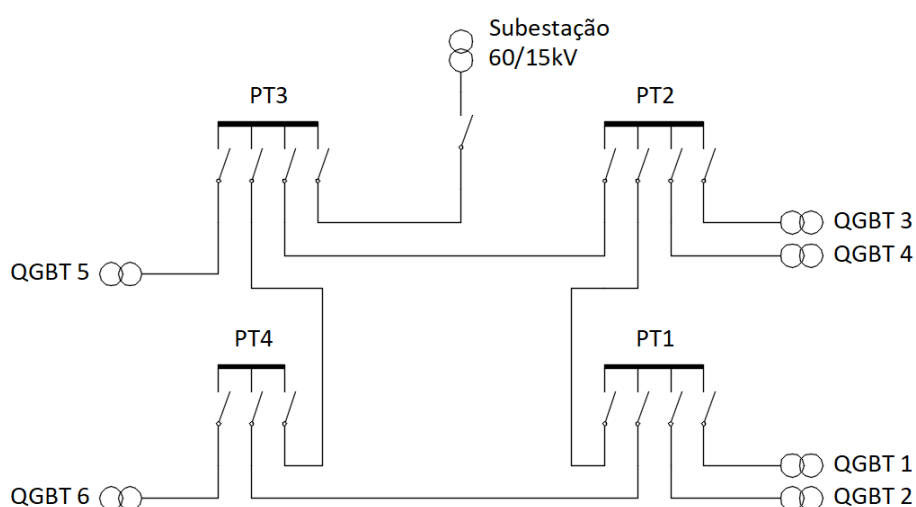 Subestação
60/15kV
PT3
PT2
QGBT 3
QGBT 4
QGBT 5
PT4
PT1
QGBT 1
QGBT 6
QGBT 2